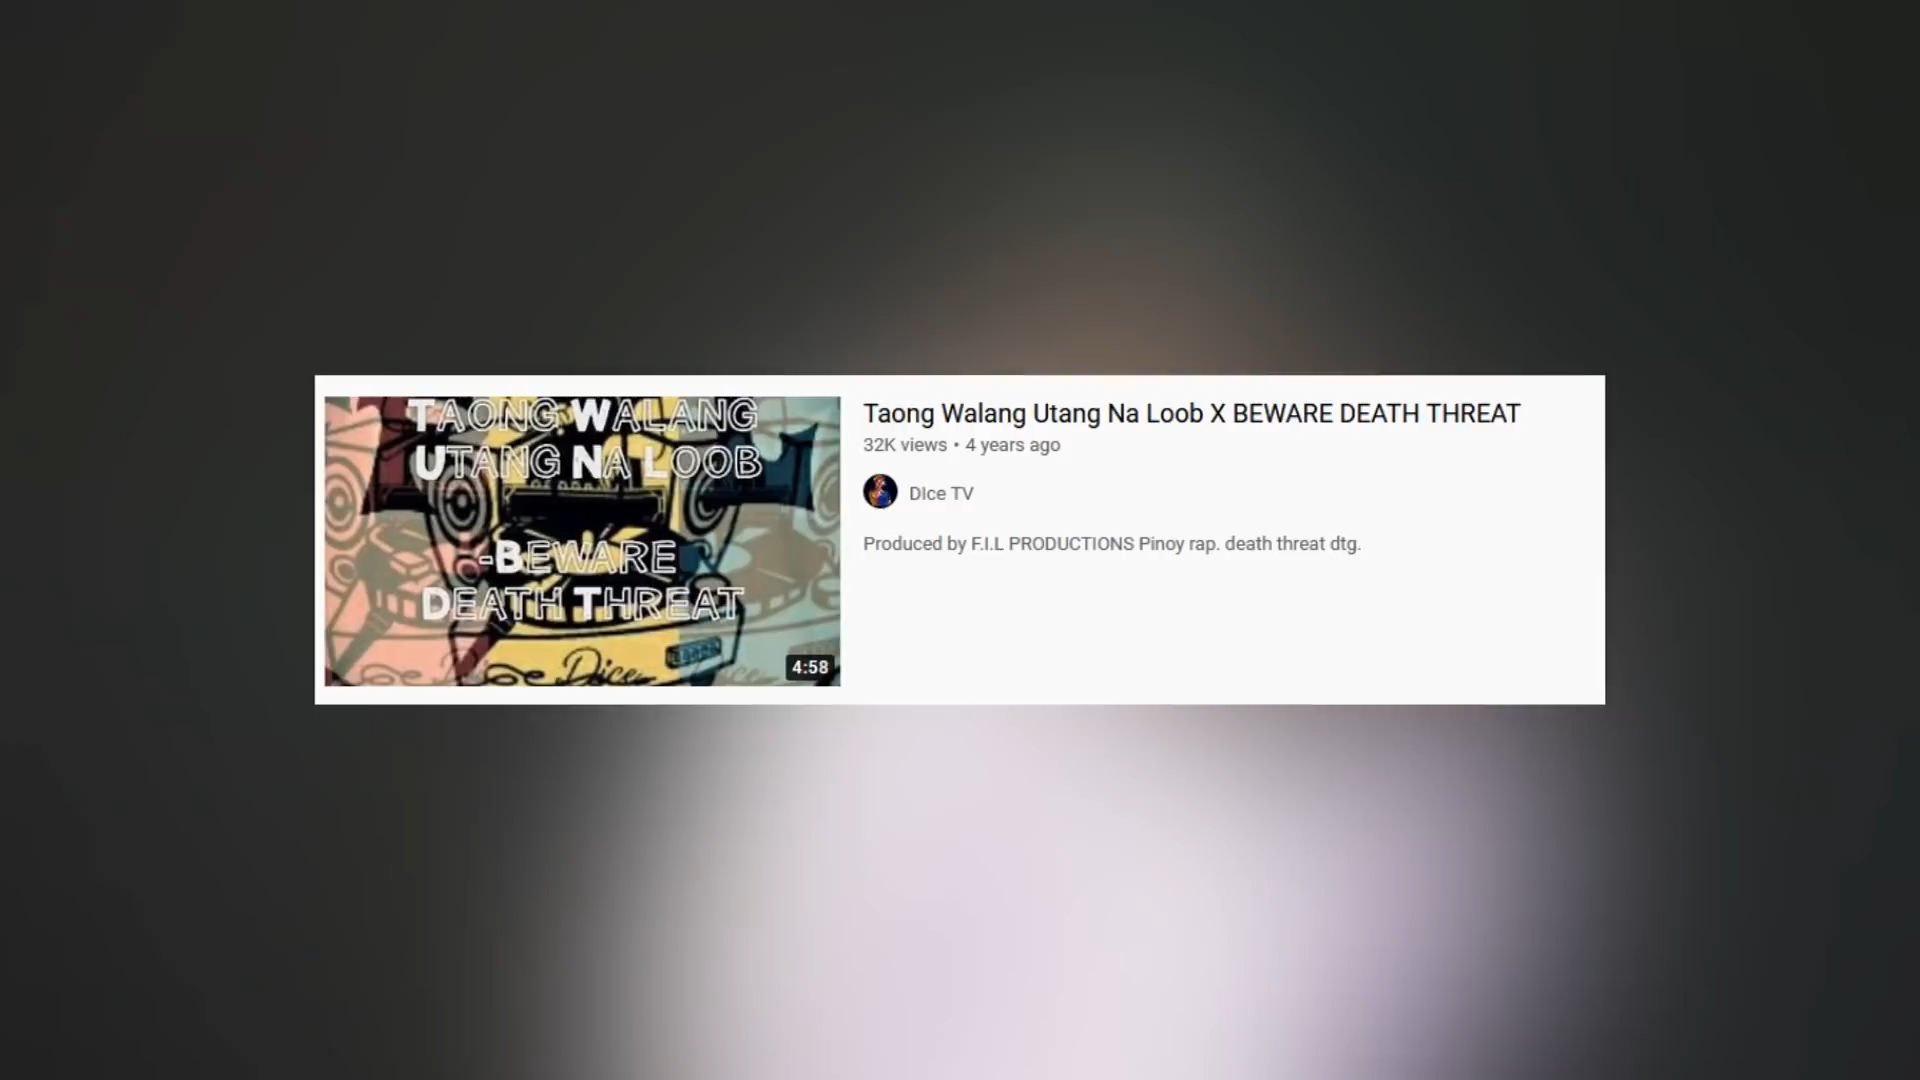 TAONG WALANG
UTANG NA LOOB
-BEWARE
DEATH THREAT
Dice
4:58
Taong Walang Utang Na Loob X BEWARE DEATH THREAT
32K views • 4 years ago
DIce TV
Produced by F.I.L PRODUCTIONS Pinoy rap. death threat dtg.